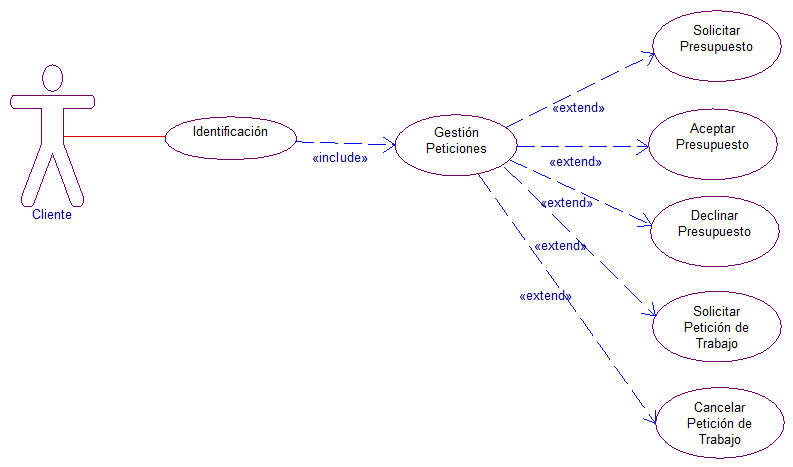 Cliente
Identificación
«include»
Gestión
Peticiones
«extend»
Solicitar
Presupuesto
«extend»
Aceptar
Presupuesto
«extend»
Declinar
Presupuesto
«extend»
Solicitar
Petición de
Trabajo
«extend»
Cancelar
Petición de
Trabajo